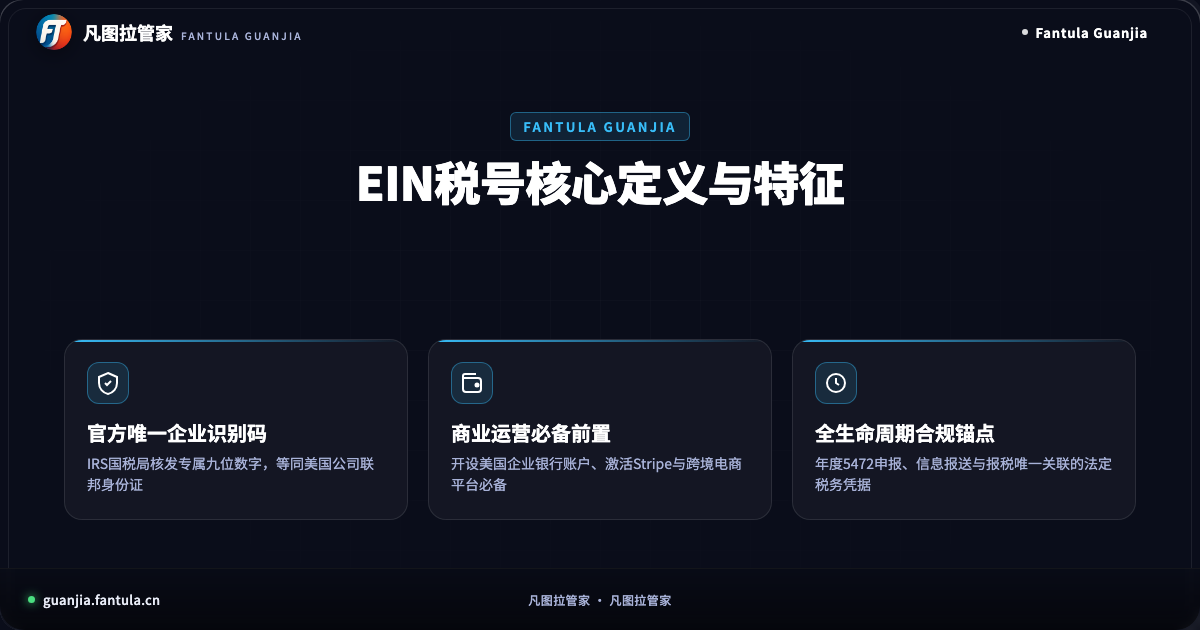 FT
凡图拉管家 FANTULA GUANJIA
Fantula Guanjia
FANTULA GUANJIA
EIN税号核心定义与特征
官方唯一企业识别码
IRS国税局核发专属九位数字，等同美国公司联
邦身份证
商业运营必备前置
开设美国企业银行账户、激活Stripe与跨境电商
平台必备
全生命周期合规锚点
年度5472申报、信息报送与报税唯一关联的法定
税务凭据
guanjia.fantula.cn
凡图拉管家 • 凡图拉管家